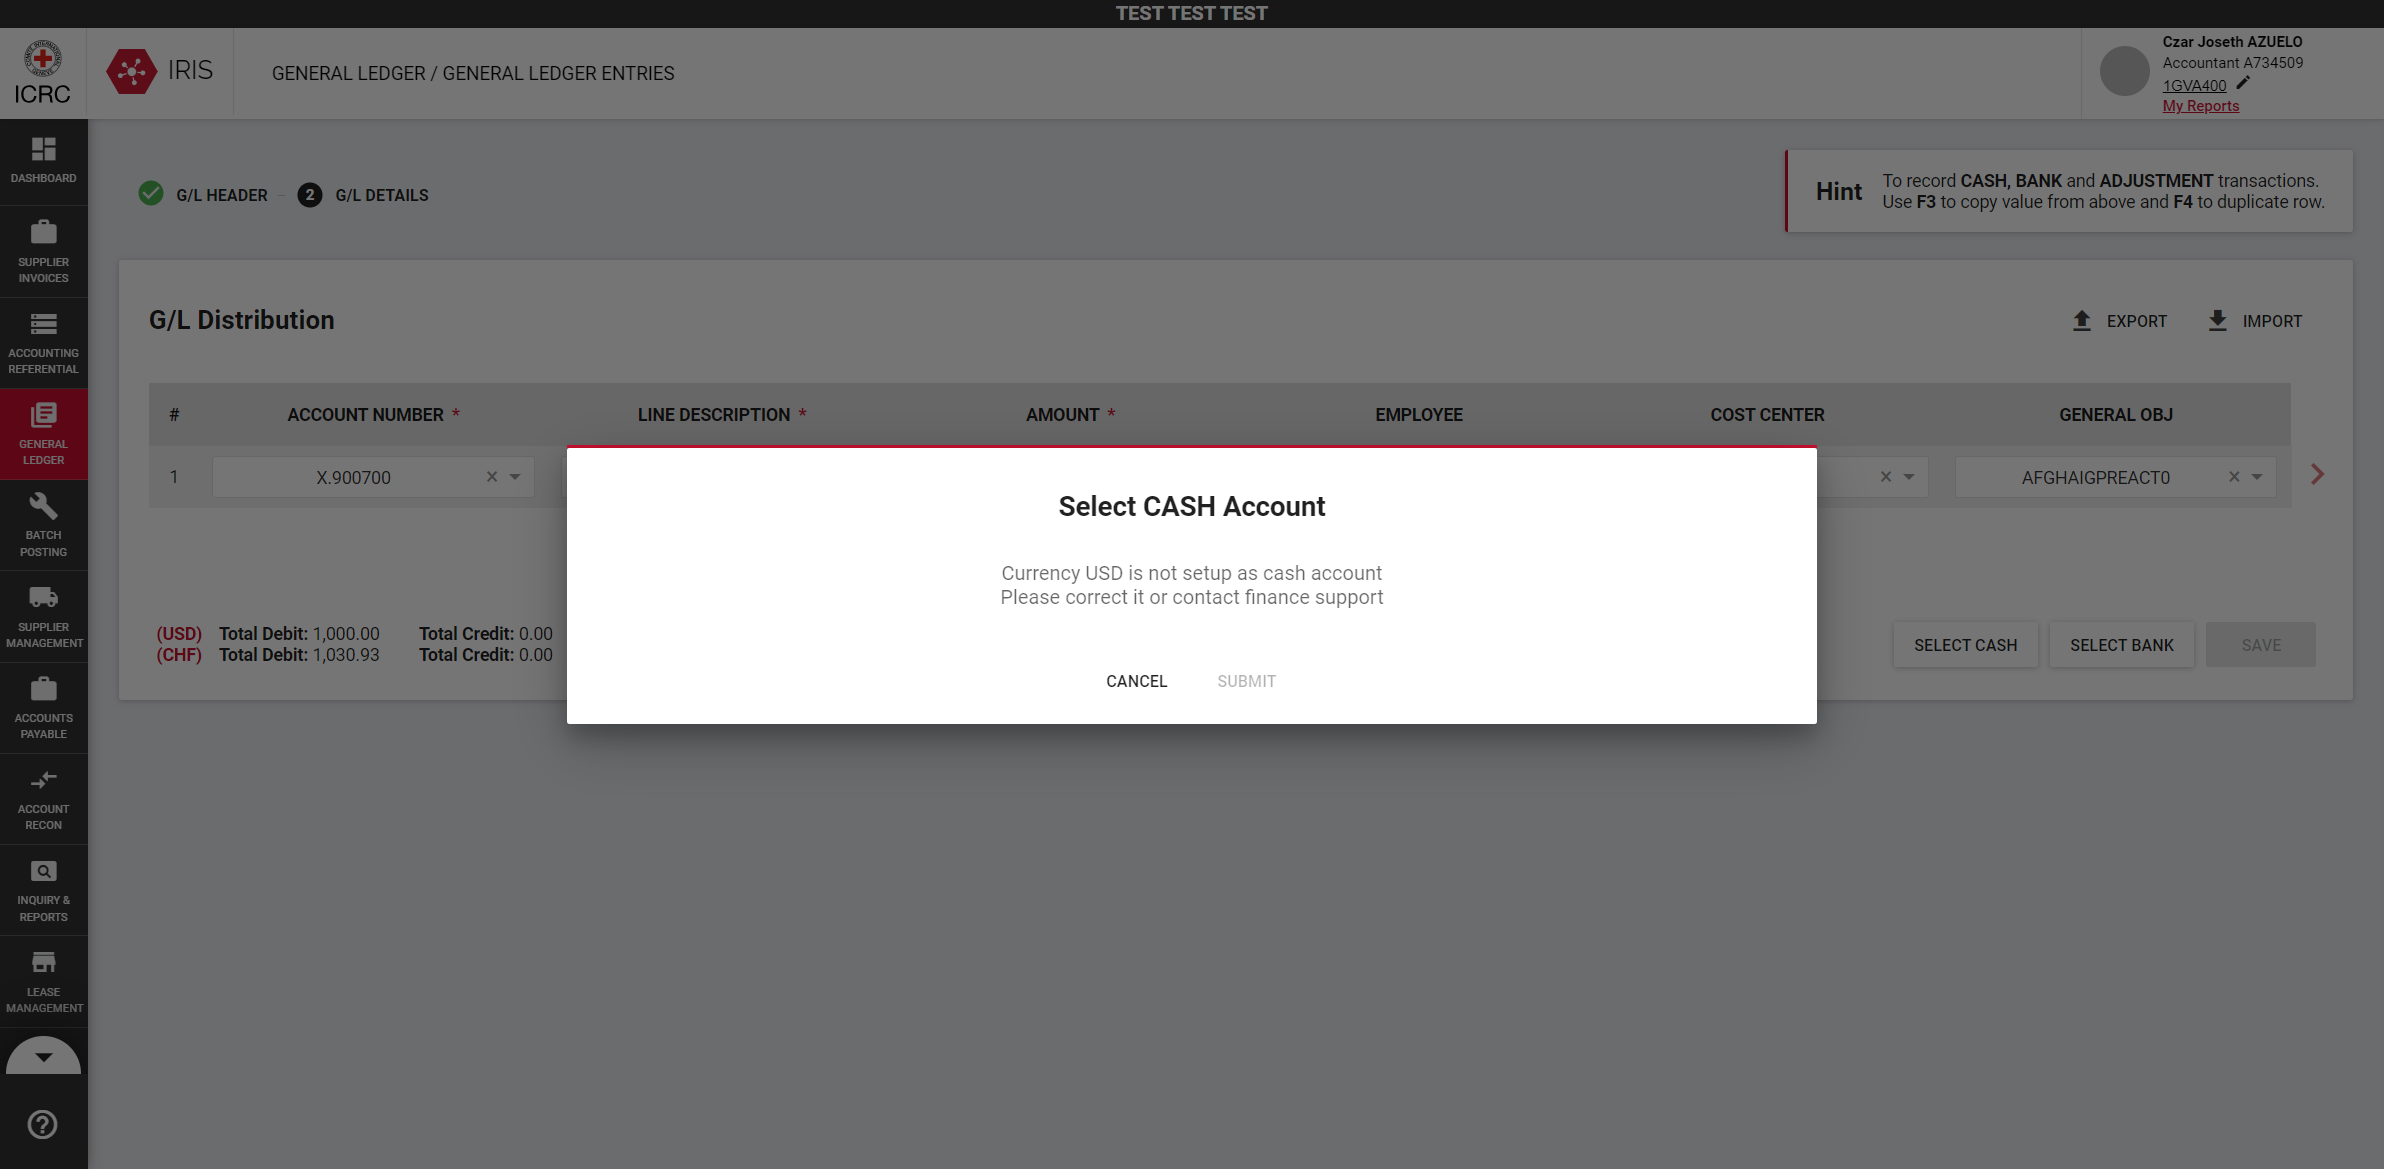 TEST TEST TEST
ICRC
IRIS
GENERAL LEDGER / GENERAL LEDGER ENTRIES
Czar Joseth AZUELO
Accountant A734509
1GVA400
My Reports
DASHBOARD
SUPPLIER
INVOICES
ACCOUNTING
REFERENTIAL
GENERAL
LEDGER
BATCH
POSTING
SUPPLIER
MANAGEMENT
ACCOUNTS
PAYABLE
ACCOUNT
RECON
INQUIRY &
REPORTS
LEASE
MANAGEMENT
G/L HEADER
2 G/L DETAILS
Hint
To record CASH, BANK and ADJUSTMENT transactions.
Use F3 to copy value from above and F4 to duplicate row.
G/L Distribution
EXPORT
IMPORT
# ACCOUNT NUMBER * LINE DESCRIPTION * AMOUNT * EMPLOYEE COST CENTER GENERAL OBJ
1 X.900700 AFGHAIGPREACT0
Select CASH Account
Currency USD is not setup as cash account
Please correct it or contact finance support
CANCEL SUBMIT
(USD) Total Debit: 1,000.00 Total Credit: 0.00
(CHF) Total Debit: 1,030.93 Total Credit: 0.00
SELECT CASH SELECT BANK SAVE